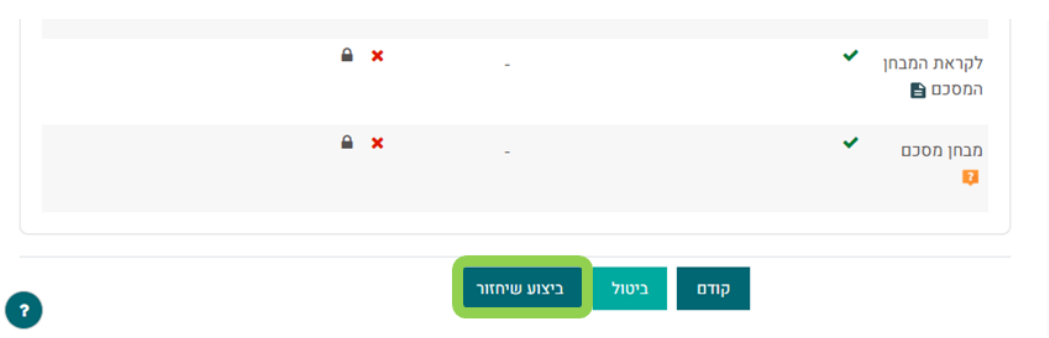 לקראת המבחן
המסכם
-
מבחן מסכם
-
?
קודם ביטול ביצוע שיחזור
?